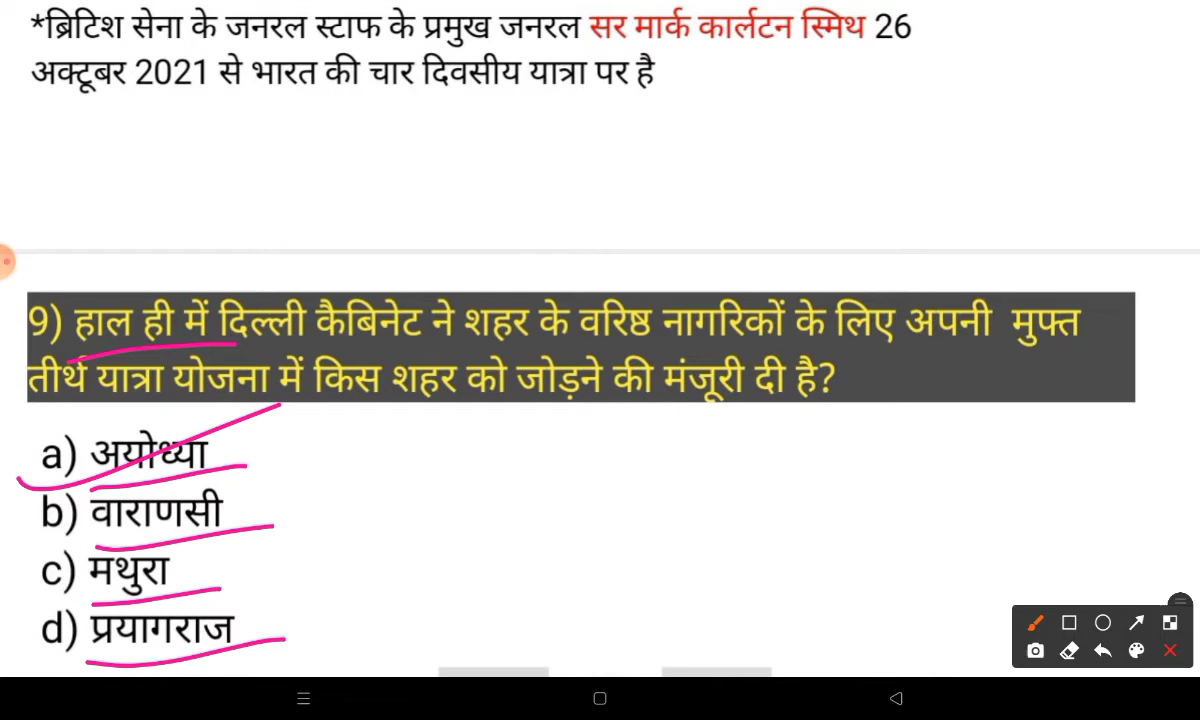 *ब्रिटिश सेना के जनरल स्टाफ के प्रमुख जनरल सर मार्क कार्लटन स्मिथ 26
अक्टूबर 2021 से भारत की चार दिवसीय यात्रा पर है
9) हाल ही में दिल्ली कैबिनेट ने शहर के वरिष्ठ नागरिकों के लिए अपनी मुफ्त
तीर्थ यात्रा योजना में किस शहर को जोड़ने की मंजूरी दी है?
a) अयोध्या
b) वाराणसी
c) मथुरा
d) प्रयागराज